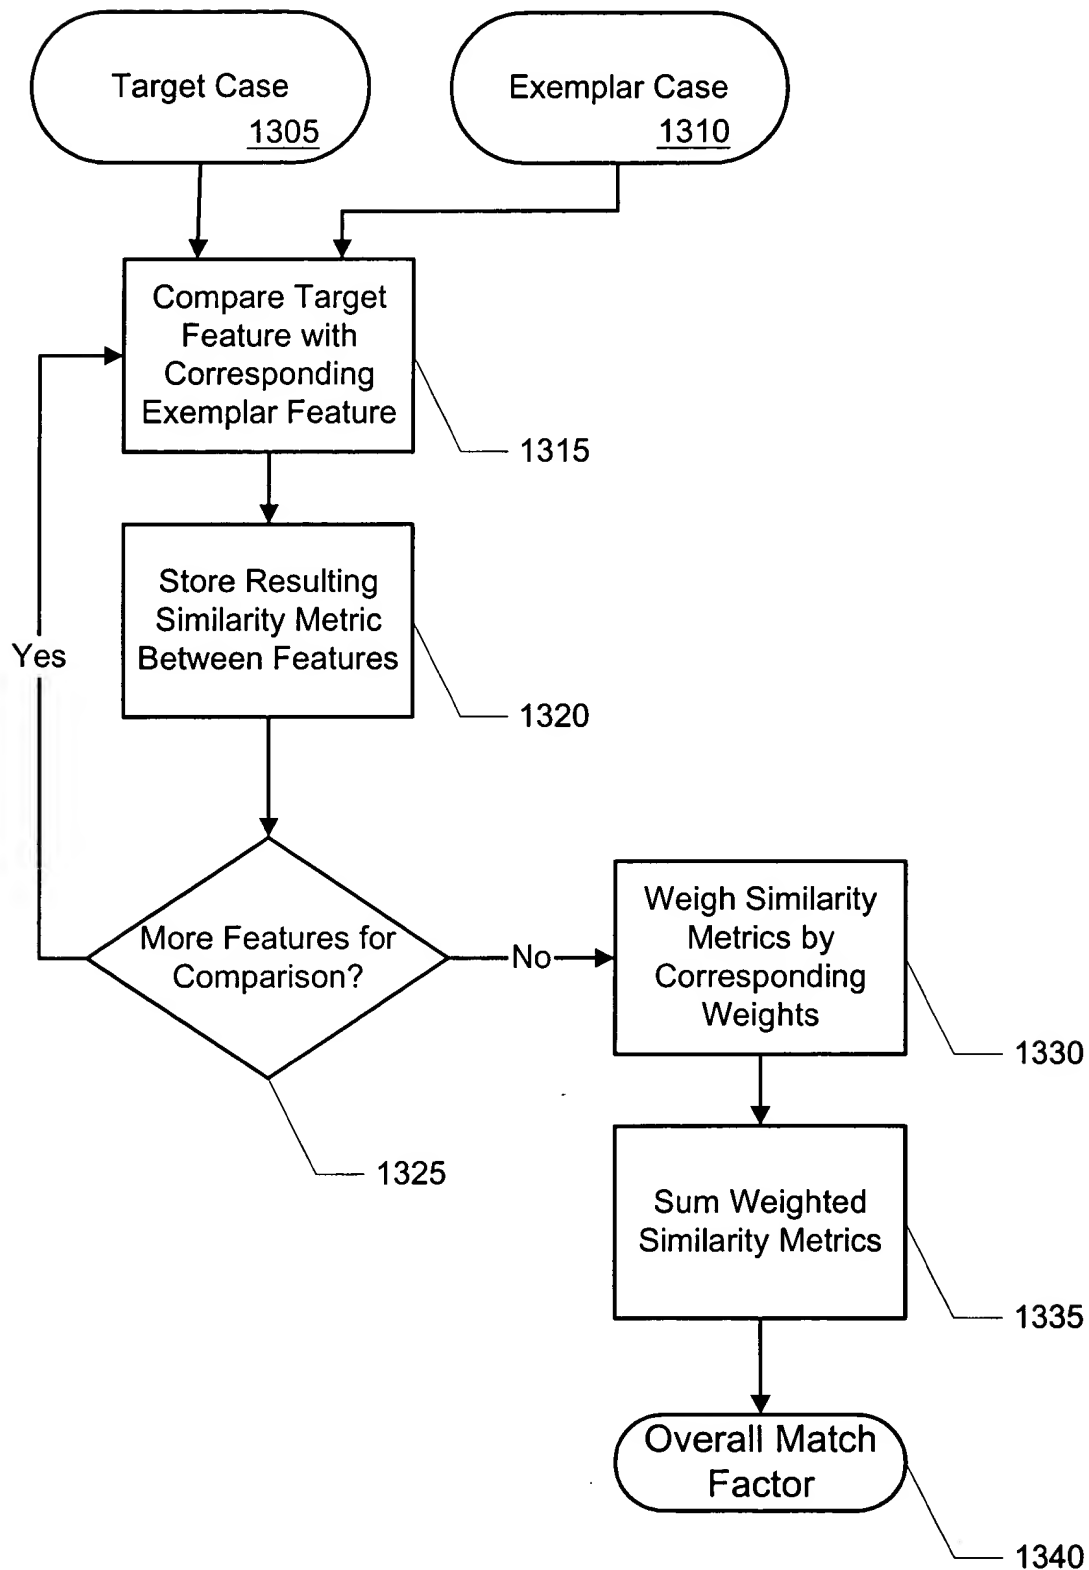 Target Case
1305
Exemplar Case
1310
Compare Target
Feature with
Corresponding
Exemplar Feature
1315
Store Resulting
Similarity Metric
Between Features
1320
Yes
More Features for
Comparison?
No
1325
Weigh Similarity
Metrics by
Corresponding
Weights
1330
Sum Weighted
Similarity Metrics
1335
Overall Match
Factor
1340